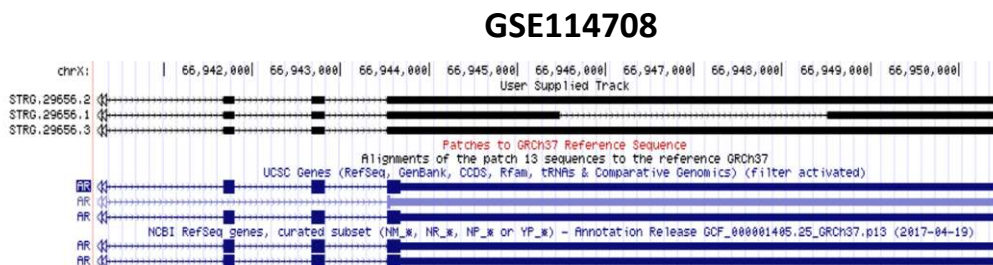 GSE114708
chrX: | 66,942,000| 66,943,000| 66,944,000| 66,945,000| 66,946,000| 66,947,000| 66,948,000| 66,949,000| 66,950,000|
User Supplied Track
STRG.29656.2
STRG.29656.1
STRG.29656.3
Patches to GRCh37 Reference Sequence
Alignments of the patch 13 sequences to the reference GRCh37
UCSC Genes (RefSeq, GenBank, CCDS, Rfam, tRNAs & Comparative Genomics) (filter activated)
AR
AR
AR
NCBI RefSeq genes, curated subset (NM_*, NR_*, NP_* or YP_*) - Annotation Release GCF_000001405.25_GRCh37.p13 (2017-04-19)
AR
AR